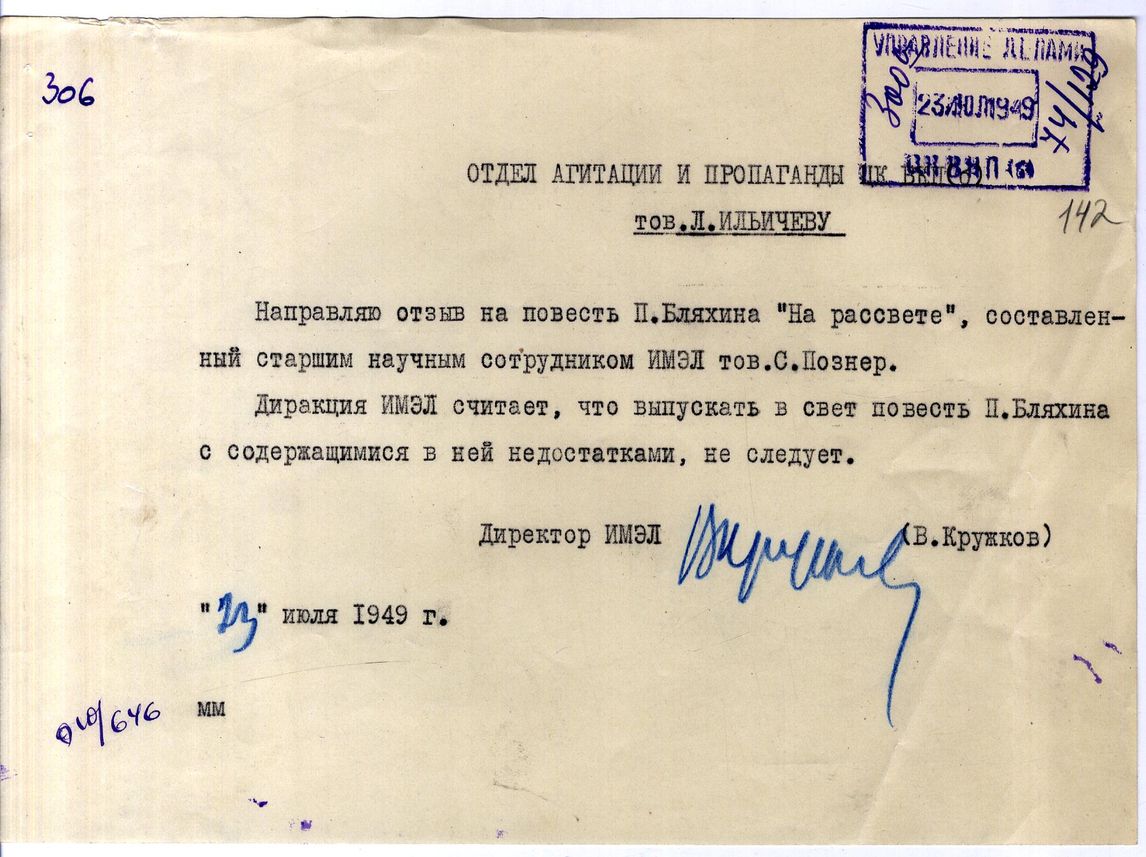 306
УПРАВЛЕНИЕ ДЕЛАМИ
23 ИЮЛ 1949
ЦК ВКП(б)
ОТДЕЛ АГИТАЦИИ И ПРОПАГАНДЫ ЦК ВКП(б)
тов.Л.ИЛЬИЧЕВУ
142
Направляю отзыв на повесть П.Бляхина "На рассвете", составлен-
ный старшим научным сотрудником ИМЭЛ тов.С.Познер.
Диракция ИМЭЛ считает, что выпускать в свет повесть П.Бляхина
с содержащимися в ней недостатками, не следует.
Директор ИМЭЛ (В.Кружков)
"23" июля 1949 г.
мм